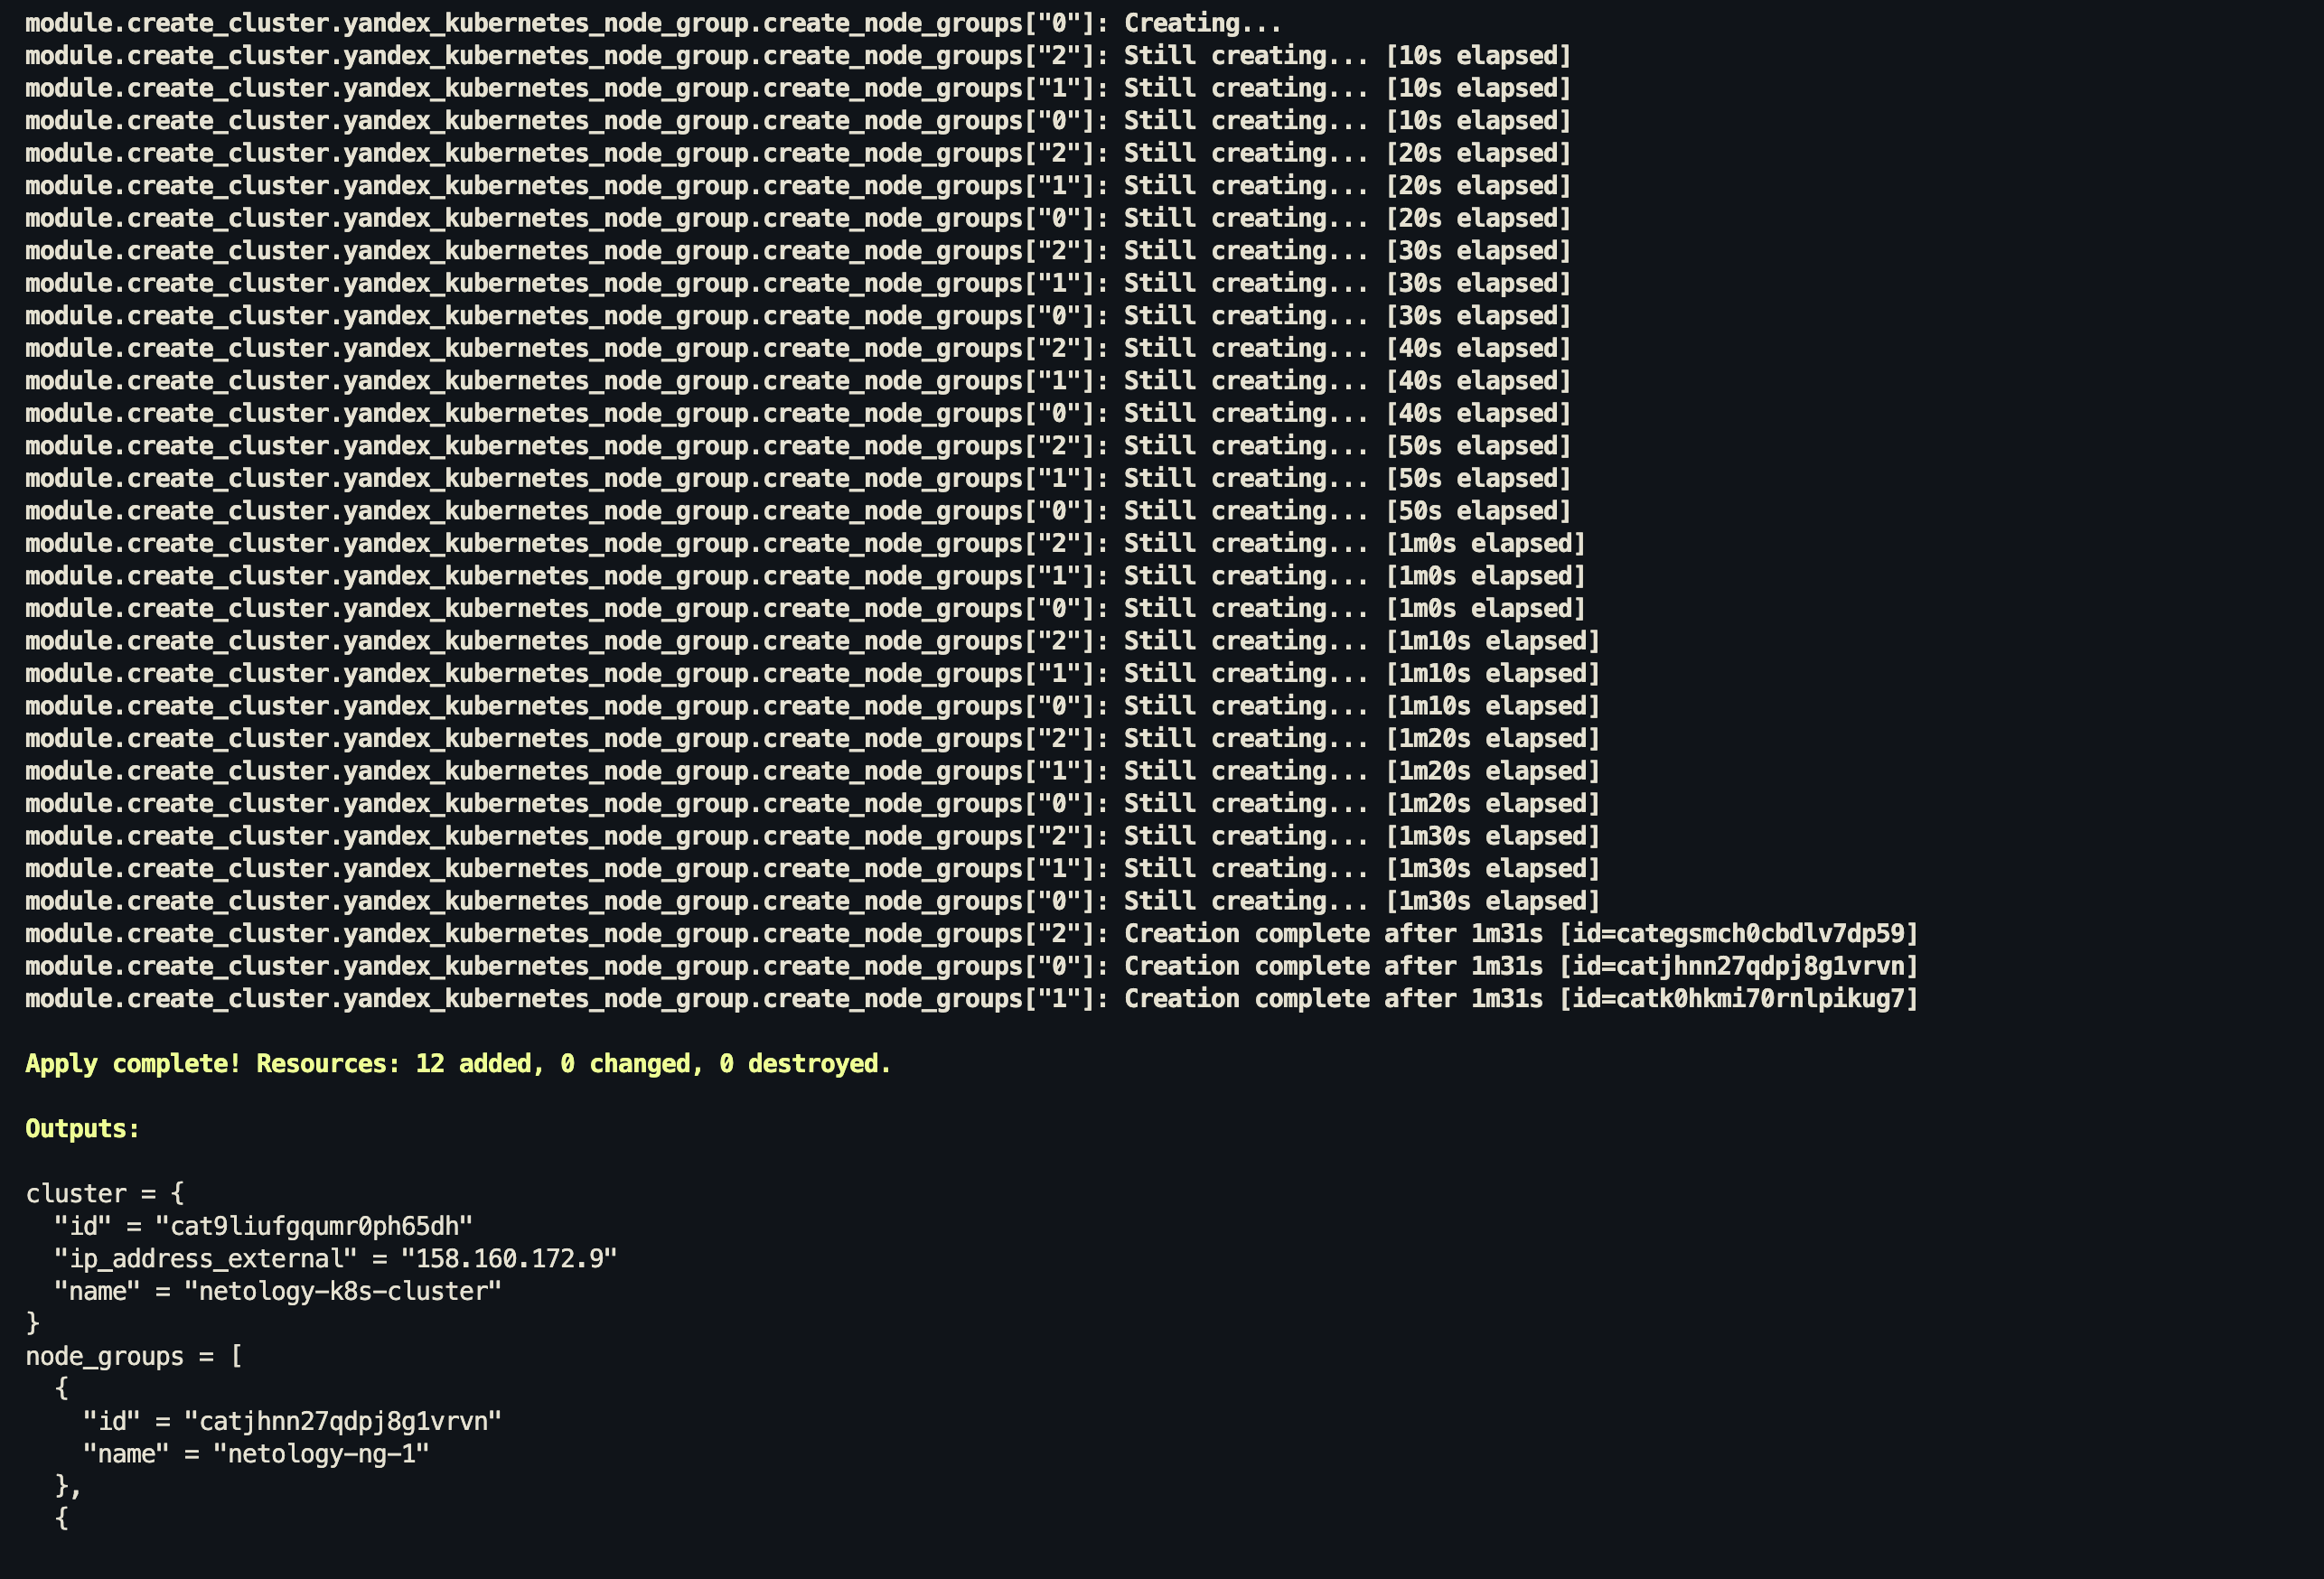 module.create_cluster.yandex_kubernetes_node_group.create_node_groups["0"]: Creating...
module.create_cluster.yandex_kubernetes_node_group.create_node_groups["2"]: Still creating... [10s elapsed]
module.create_cluster.yandex_kubernetes_node_group.create_node_groups["1"]: Still creating... [10s elapsed]
module.create_cluster.yandex_kubernetes_node_group.create_node_groups["0"]: Still creating... [10s elapsed]
module.create_cluster.yandex_kubernetes_node_group.create_node_groups["2"]: Still creating... [20s elapsed]
module.create_cluster.yandex_kubernetes_node_group.create_node_groups["1"]: Still creating... [20s elapsed]
module.create_cluster.yandex_kubernetes_node_group.create_node_groups["0"]: Still creating... [20s elapsed]
module.create_cluster.yandex_kubernetes_node_group.create_node_groups["2"]: Still creating... [30s elapsed]
module.create_cluster.yandex_kubernetes_node_group.create_node_groups["1"]: Still creating... [30s elapsed]
module.create_cluster.yandex_kubernetes_node_group.create_node_groups["0"]: Still creating... [30s elapsed]
module.create_cluster.yandex_kubernetes_node_group.create_node_groups["2"]: Still creating... [40s elapsed]
module.create_cluster.yandex_kubernetes_node_group.create_node_groups["1"]: Still creating... [40s elapsed]
module.create_cluster.yandex_kubernetes_node_group.create_node_groups["0"]: Still creating... [40s elapsed]
module.create_cluster.yandex_kubernetes_node_group.create_node_groups["2"]: Still creating... [50s elapsed]
module.create_cluster.yandex_kubernetes_node_group.create_node_groups["1"]: Still creating... [50s elapsed]
module.create_cluster.yandex_kubernetes_node_group.create_node_groups["0"]: Still creating... [50s elapsed]
module.create_cluster.yandex_kubernetes_node_group.create_node_groups["2"]: Still creating... [1m0s elapsed]
module.create_cluster.yandex_kubernetes_node_group.create_node_groups["1"]: Still creating... [1m0s elapsed]
module.create_cluster.yandex_kubernetes_node_group.create_node_groups["0"]: Still creating... [1m0s elapsed]
module.create_cluster.yandex_kubernetes_node_group.create_node_groups["2"]: Still creating... [1m10s elapsed]
module.create_cluster.yandex_kubernetes_node_group.create_node_groups["1"]: Still creating... [1m10s elapsed]
module.create_cluster.yandex_kubernetes_node_group.create_node_groups["0"]: Still creating... [1m10s elapsed]
module.create_cluster.yandex_kubernetes_node_group.create_node_groups["2"]: Still creating... [1m20s elapsed]
module.create_cluster.yandex_kubernetes_node_group.create_node_groups["1"]: Still creating... [1m20s elapsed]
module.create_cluster.yandex_kubernetes_node_group.create_node_groups["0"]: Still creating... [1m20s elapsed]
module.create_cluster.yandex_kubernetes_node_group.create_node_groups["2"]: Still creating... [1m30s elapsed]
module.create_cluster.yandex_kubernetes_node_group.create_node_groups["1"]: Still creating... [1m30s elapsed]
module.create_cluster.yandex_kubernetes_node_group.create_node_groups["0"]: Still creating... [1m30s elapsed]
module.create_cluster.yandex_kubernetes_node_group.create_node_groups["2"]: Creation complete after 1m31s [id=categsmch0cbdlv7dp59]
module.create_cluster.yandex_kubernetes_node_group.create_node_groups["0"]: Creation complete after 1m31s [id=catjhnn27qdpj8g1vrvn]
module.create_cluster.yandex_kubernetes_node_group.create_node_groups["1"]: Creation complete after 1m31s [id=catk0hkmi70rnlpikug7]
Apply complete! Resources: 12 added, 0 changed, 0 destroyed.
Outputs:
cluster = {
  "id" = "cat9liufgqumr0ph65dh"
  "ip_address_external" = "158.160.172.9"
  "name" = "netology-k8s-cluster"
}
node_groups = [
  {
    "id" = "catjhnn27qdpj8g1vrvn"
    "name" = "netology-ng-1"
  },
  {